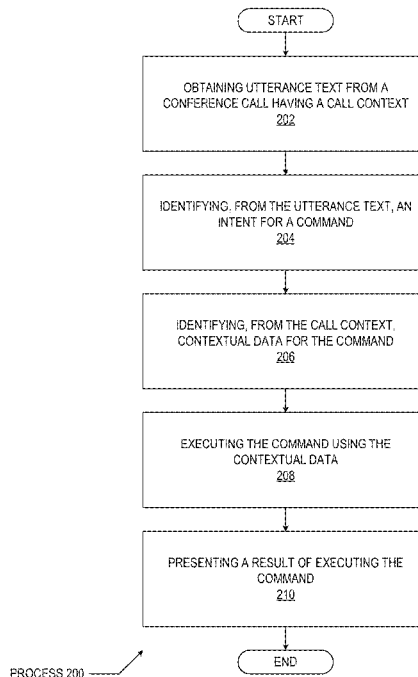 START
OBTAINING UTTERANCE TEXT FROM A
CONFERENCE CALL HAVING A CALL CONTEXT
202
IDENTIFYING, FROM THE UTTERANCE TEXT, AN
INTENT FOR A COMMAND
204
IDENTIFYING, FROM THE CALL CONTEXT,
CONTEXTUAL DATA FOR THE COMMAND
206
EXECUTING THE COMMAND USING THE
CONTEXTUAL DATA
208
PRESENTING A RESULT OF EXECUTING THE
COMMAND
210
END
PROCESS 200